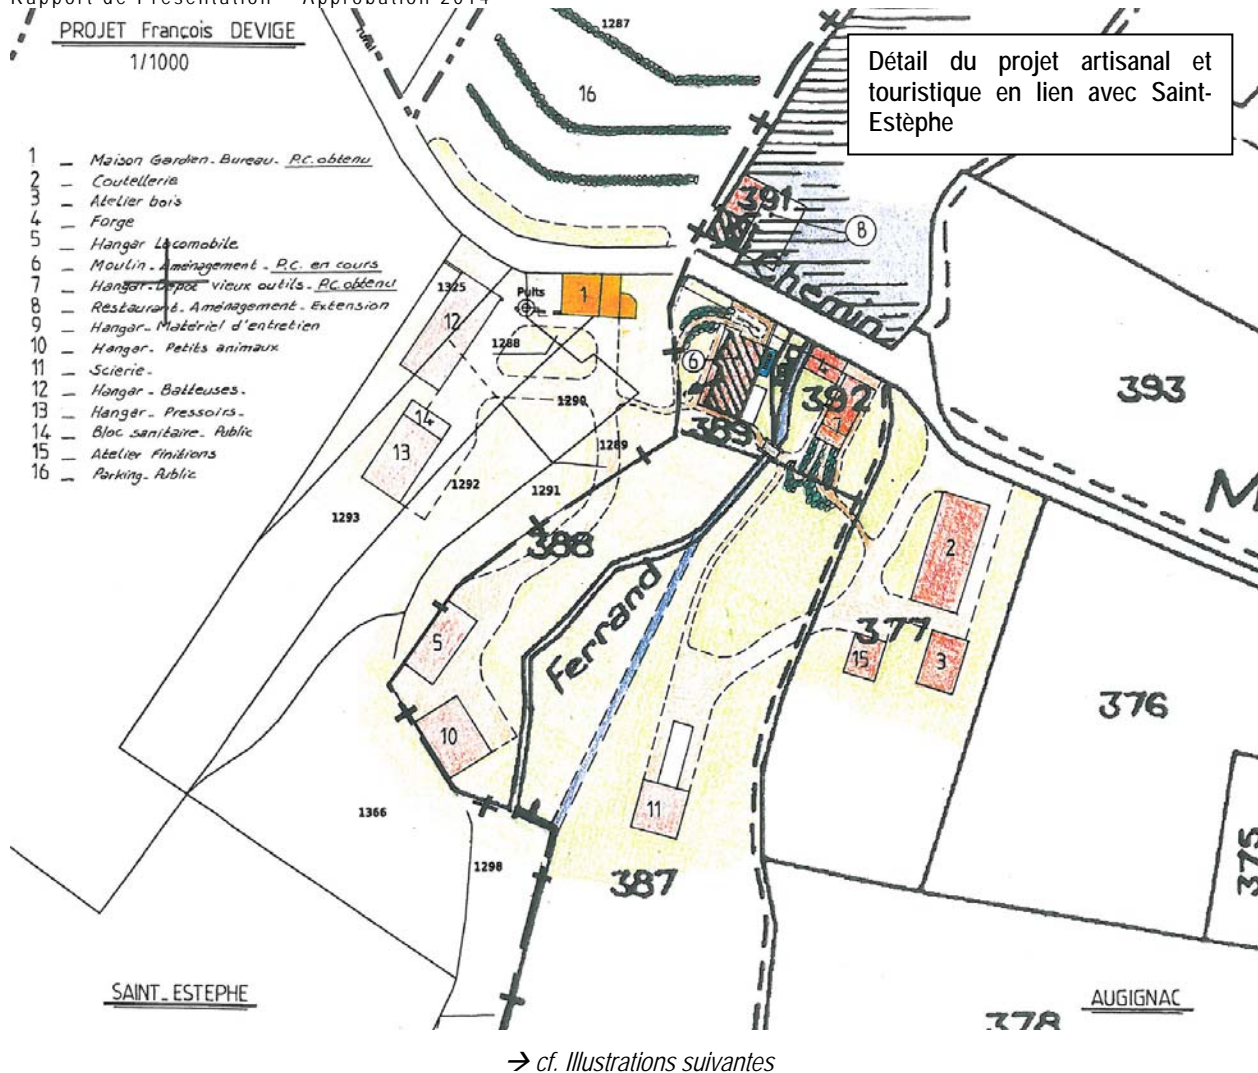 Rapport de Présentation – Approbation 2014
PROJET François DEVIGE
1/1000
Détail du projet artisanal et
touristique en lien avec Saint-
Estèphe
1 _ Maison Gardien. Bureau. P.C. obtenu
2 _ Coutellerie
3 _ Atelier bois
4 _ Forge
5 _ Hangar Locomobile
6 _ Moulin. Aménagement. P.C. en cours
7 _ Hangar. Dépôt vieux outils. P.C. obtenu
8 _ Restaurant. Aménagement. Extension
9 _ Hangar. Matériel d'entretien
10 _ Hangar. Petits animaux
11 _ Scierie.
12 _ Hangar. Batteuses.
13 _ Hangar. Pressoirs.
14 _ Bloc sanitaire. Public
15 _ Atelier Finitions
16 _ Parking. Public
rural
1287
16
391
8
Chemin
1325
12
Puits
1
1288
6
4
392
7
393
389
1290
1289
14
13
1292
1291
1293
388
2
Ferrand
377
5
15
3
376
10
11
1366
1298
387
375
378
SAINT_ESTEPHE
AUGIGNAC
→ cf. Illustrations suivantes